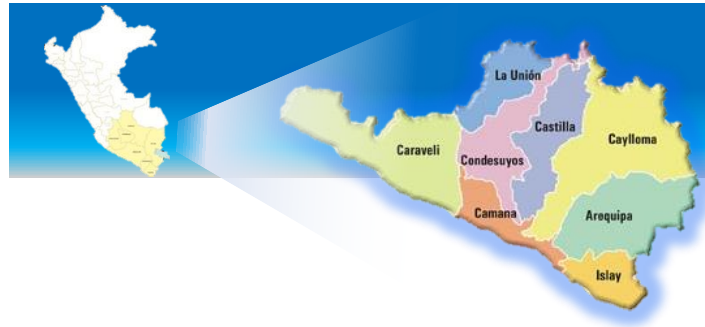 La Unión
Castilla
Caylloma
Caraveli
Condesuyos
Camana
Arequipa
Islay